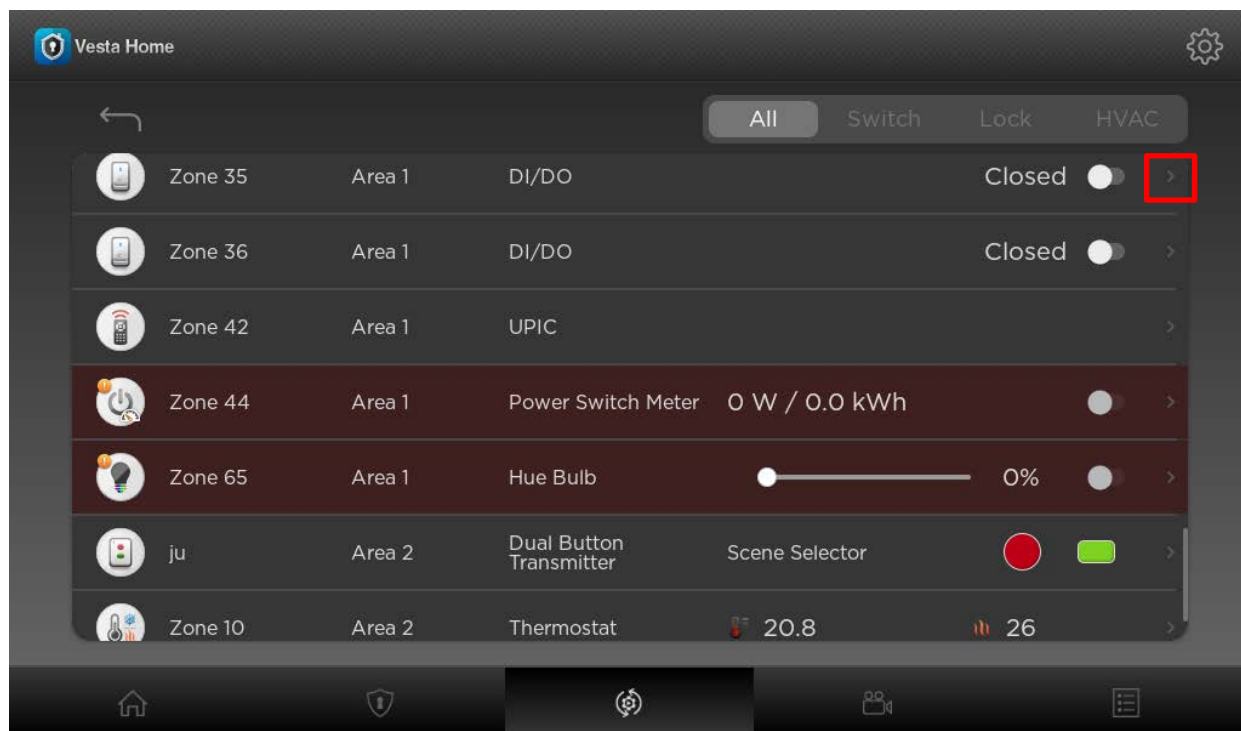 Vesta Home
All Switch Lock HVAC
Zone 35 Area 1 DI/DO Closed
Zone 36 Area 1 DI/DO Closed
Zone 42 Area 1 UPIC
Zone 44 Area 1 Power Switch Meter 0 W / 0.0 kWh
Zone 65 Area 1 Hue Bulb 0%
ju Area 2 Dual Button Transmitter Scene Selector
Zone 10 Area 2 Thermostat 20.8 26